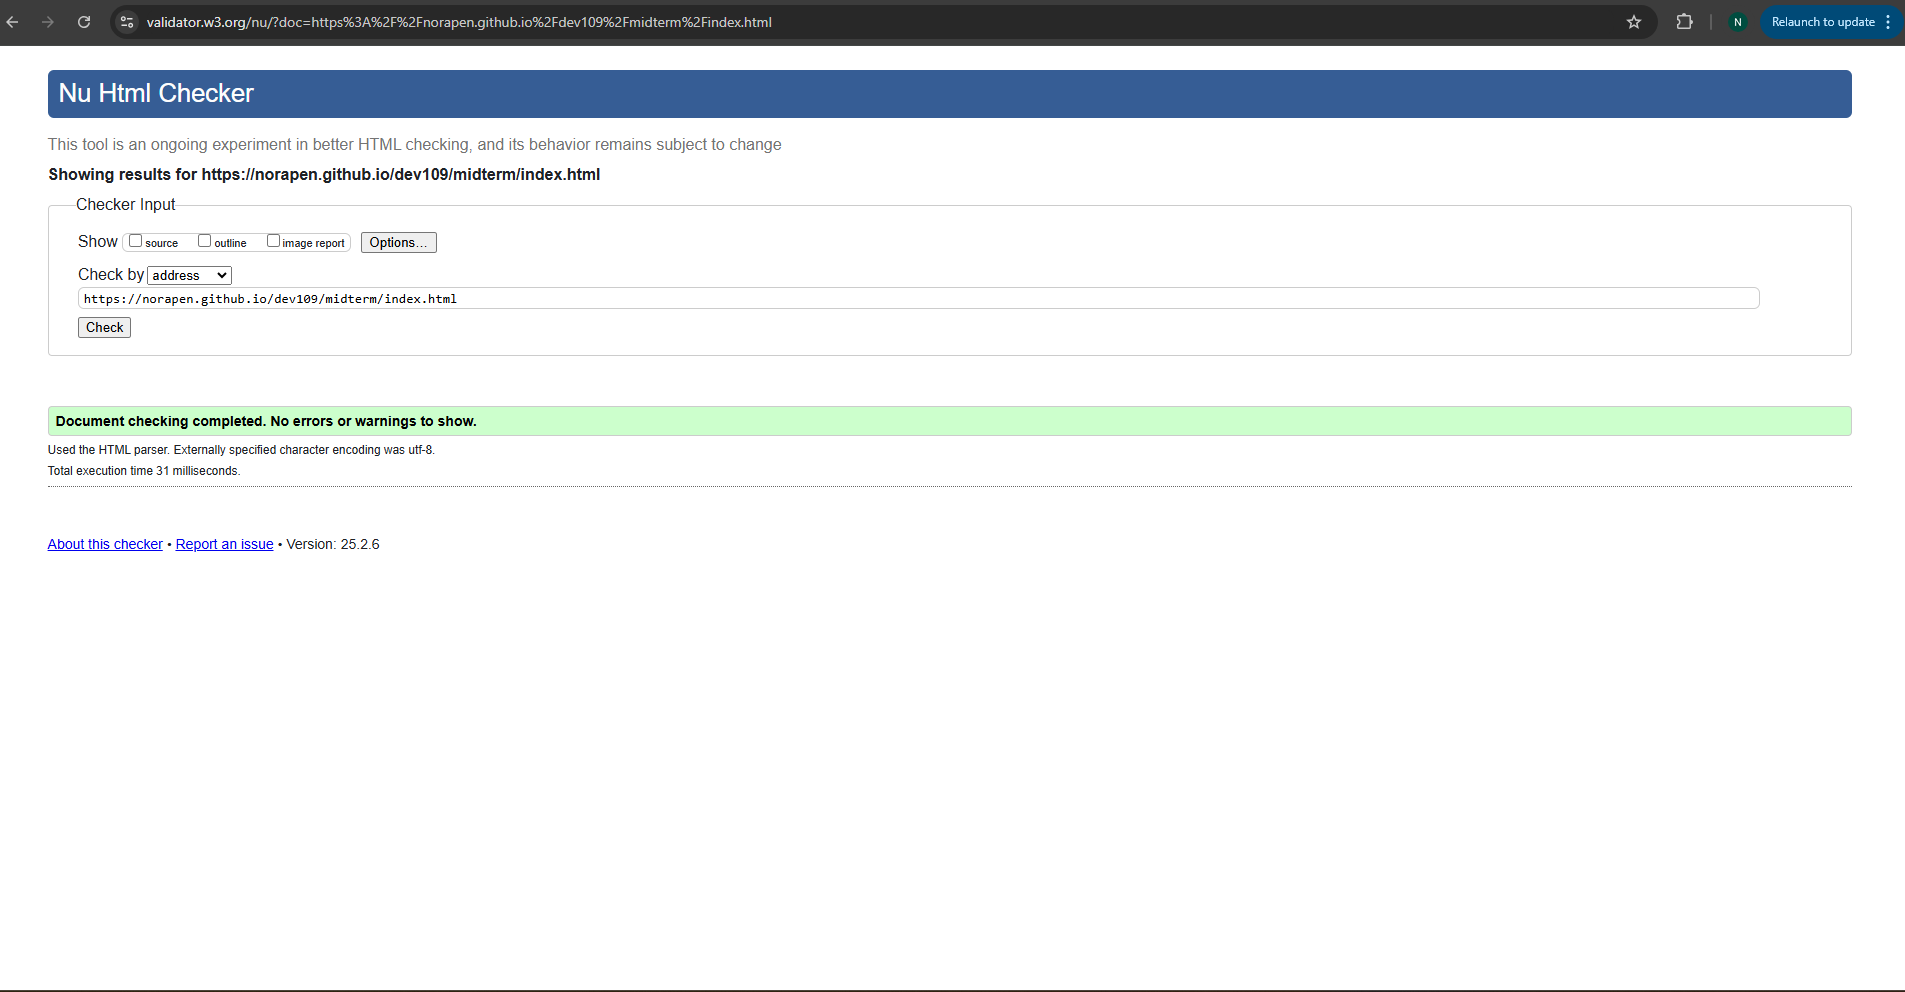 validator.w3.org/nu/?doc=https%3A%2F%2Fnorapen.github.io%2Fdev109%2Fmidterm%2Findex.html
N
Relaunch to update
Nu Html Checker
This tool is an ongoing experiment in better HTML checking, and its behavior remains subject to change
Showing results for https://norapen.github.io/dev109/midterm/index.html
Checker Input
Show source outline image report Options...
Check by address
https://norapen.github.io/dev109/midterm/index.html
Check
Document checking completed. No errors or warnings to show.
Used the HTML parser. Externally specified character encoding was utf-8.
Total execution time 31 milliseconds.
About this checker • Report an issue • Version: 25.2.6